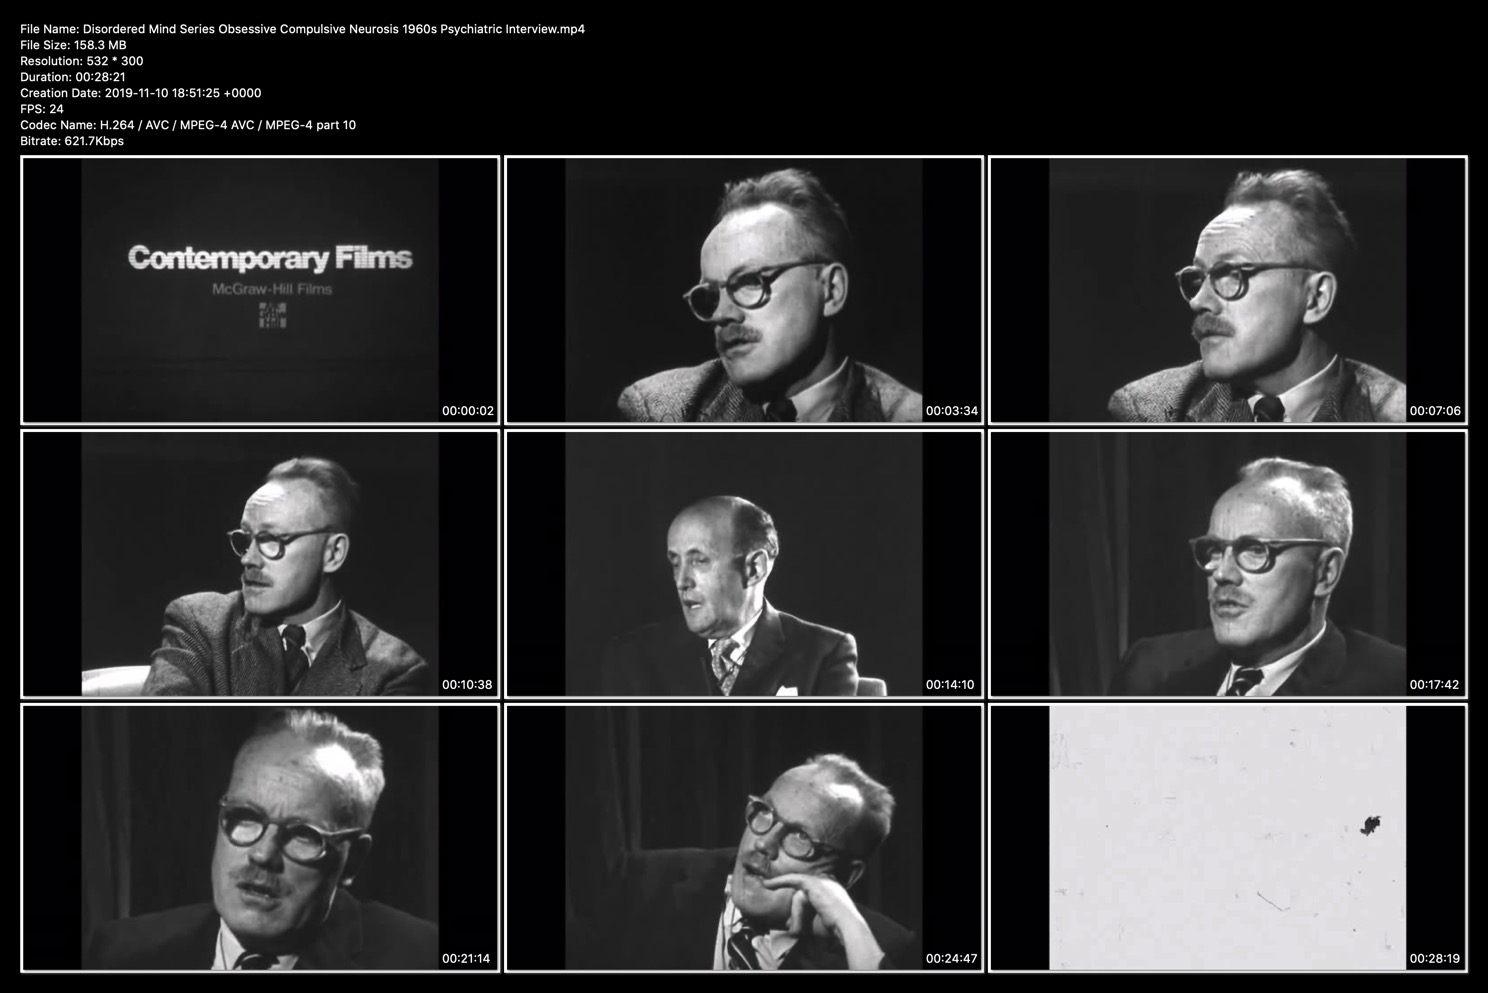 File Name: Disordered Mind Series Obsessive Compulsive Neurosis 1960s Psychiatric Interview.mp4
File Size: 158.3 MB
Resolution: 532 * 300
Duration: 00:28:21
Creation Date: 2019-11-10 18:51:25 +0000
FPS: 24
Codec Name: H.264 / AVC / MPEG-4 AVC / MPEG-4 part 10
Bitrate: 621.7Kbps
Contemporary Films
McGraw-Hill Films
00:00:02
00:03:34
00:07:06
00:10:38
00:14:10
00:17:42
00:21:14
00:24:47
00:28:19